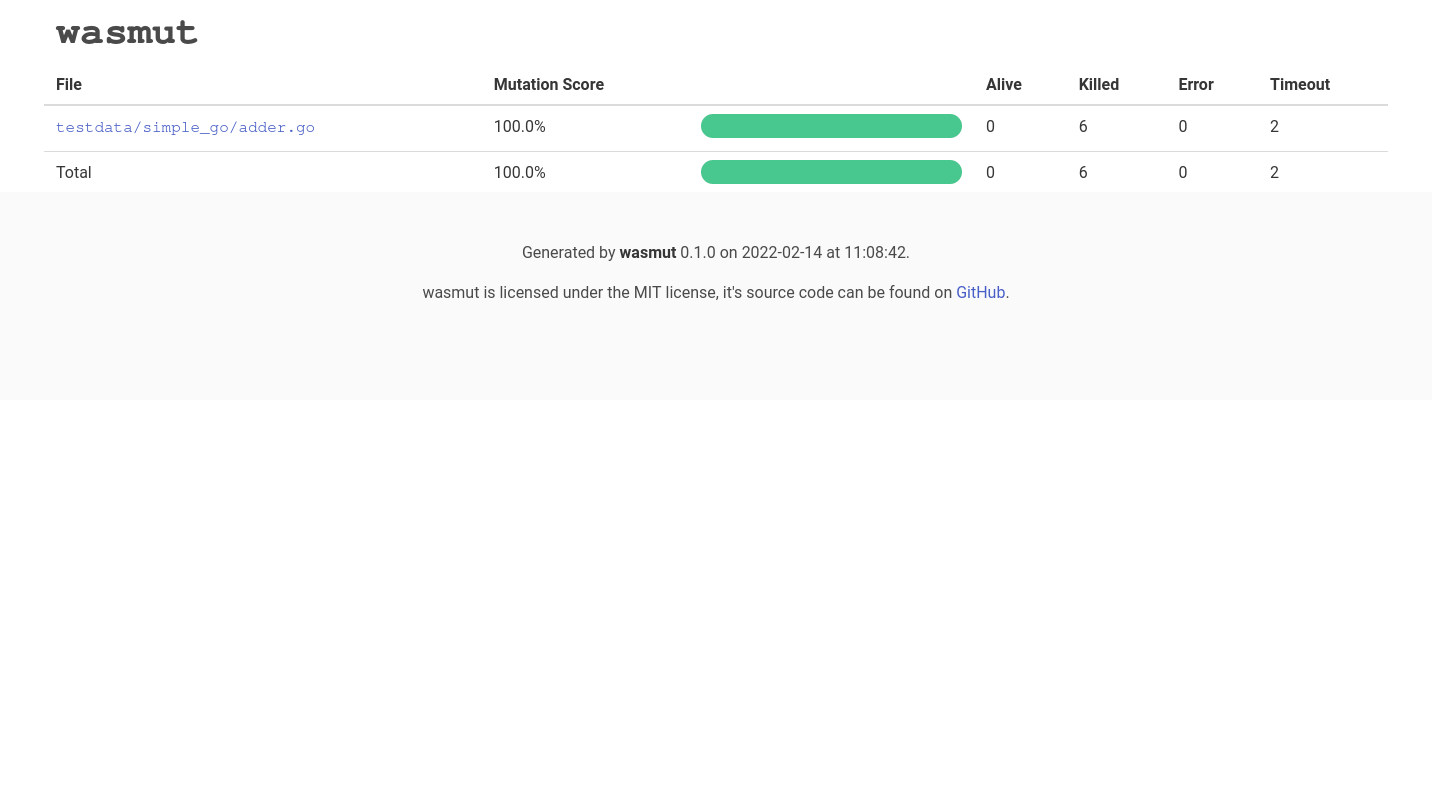 wasmut
File Mutation Score Alive Killed Error Timeout
testdata/simple_go/adder.go 100.0% 0 6 0 2
Total 100.0% 0 6 0 2
Generated by wasmut 0.1.0 on 2022-02-14 at 11:08:42.
wasmut is licensed under the MIT license, it's source code can be found on GitHub.